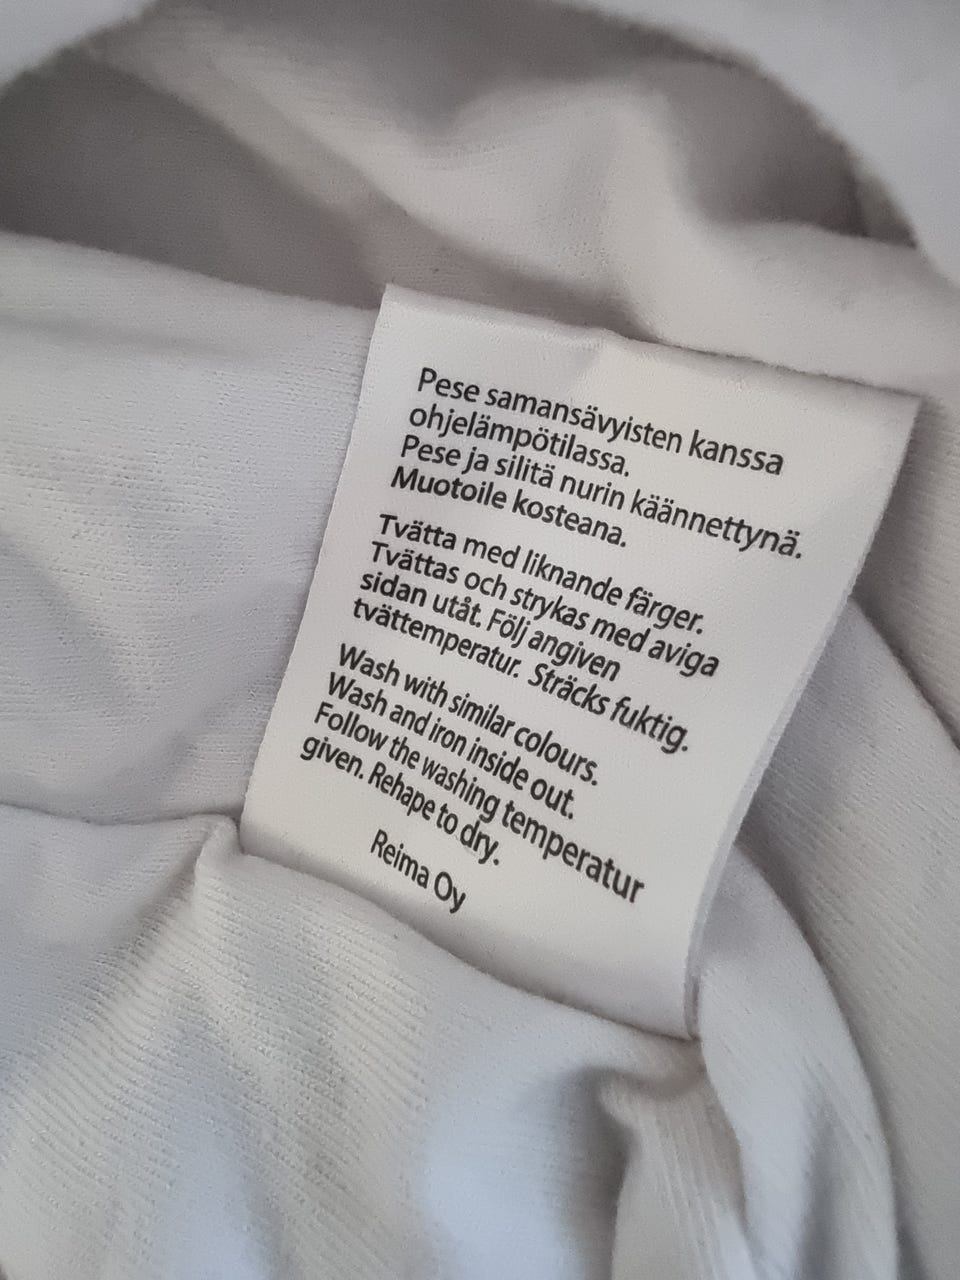 Pese samansävyisten kanssa
ohjelämpötilassa.
Pese ja silitä nurin käännettynä.
Muotoile kosteana.
Tvätta med liknande färger.
Tvättas och strykas med aviga
sidan utåt. Följ angiven
tvättemperatur. Sträcks fuktig.
Wash with similar colours.
Wash and iron inside out.
Follow the washing temperatur
given. Rehape to dry.
Reima Oy